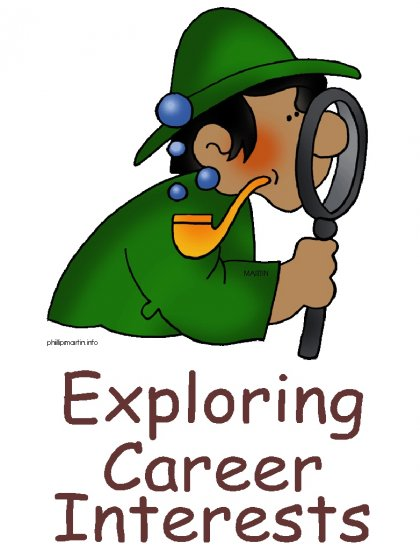 MARTIN
phillipmartin.info
Exploring
Career
Interests